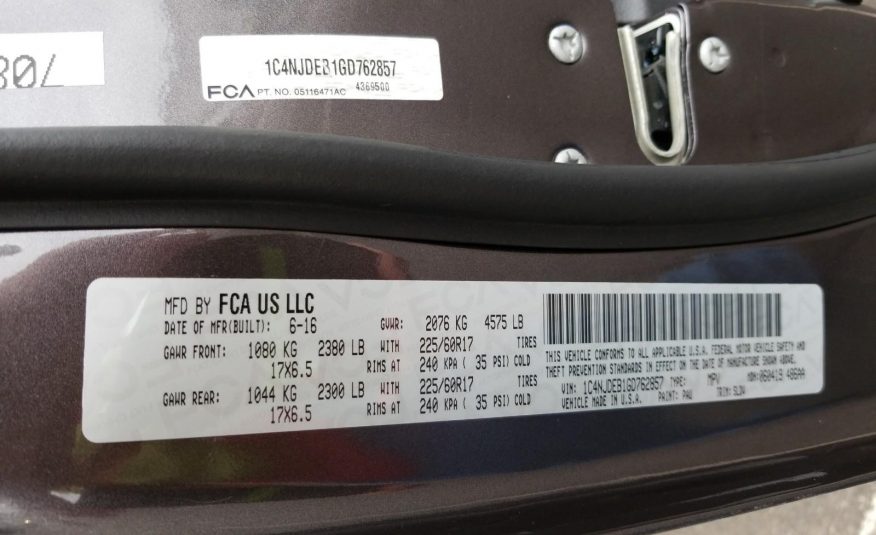 1C4NJDEB1GD762857
FCA PT. NO. 05116471AC 4369500
MFD BY FCA US LLC
DATE OF MFR(BUILT): 6-16 GVWR: 2076 KG 4575 LB
GAWR FRONT: 1080 KG 2380 LB WITH 225/60R17 TIRES
17X6.5 RIMS AT 240 KPA ( 35 PSI) COLD
GAWR REAR: 1044 KG 2300 LB WITH 225/60R17 TIRES
17X6.5 RIMS AT 240 KPA ( 35 PSI) COLD
THIS VEHICLE CONFORMS TO ALL APPLICABLE U.S.A. FEDERAL MOTOR VEHICLE SAFETY AND
THEFT PREVENTION STANDARDS IN EFFECT ON THE DATE OF MANUFACTURE SHOWN ABOVE.
VIN: 1C4NJDEB1GD762857 TYPE: MPV MDH:
VEHICLE MADE IN U.S.A. PAINT: PAU TRIM: